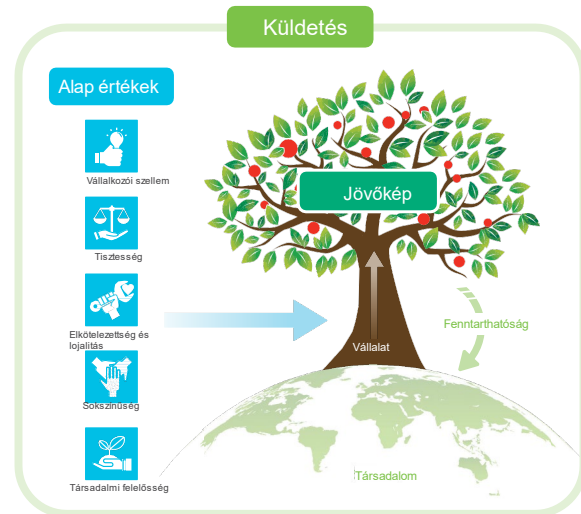 Küldetés
Alap értékek
Vállalkozói szellem
Tisztesség
Elkötelezettség és
lojalitás
Sokszínűség
Társadalmi felelősség
Jövőkép
Vállalat
Fenntarthatóság
Társadalom